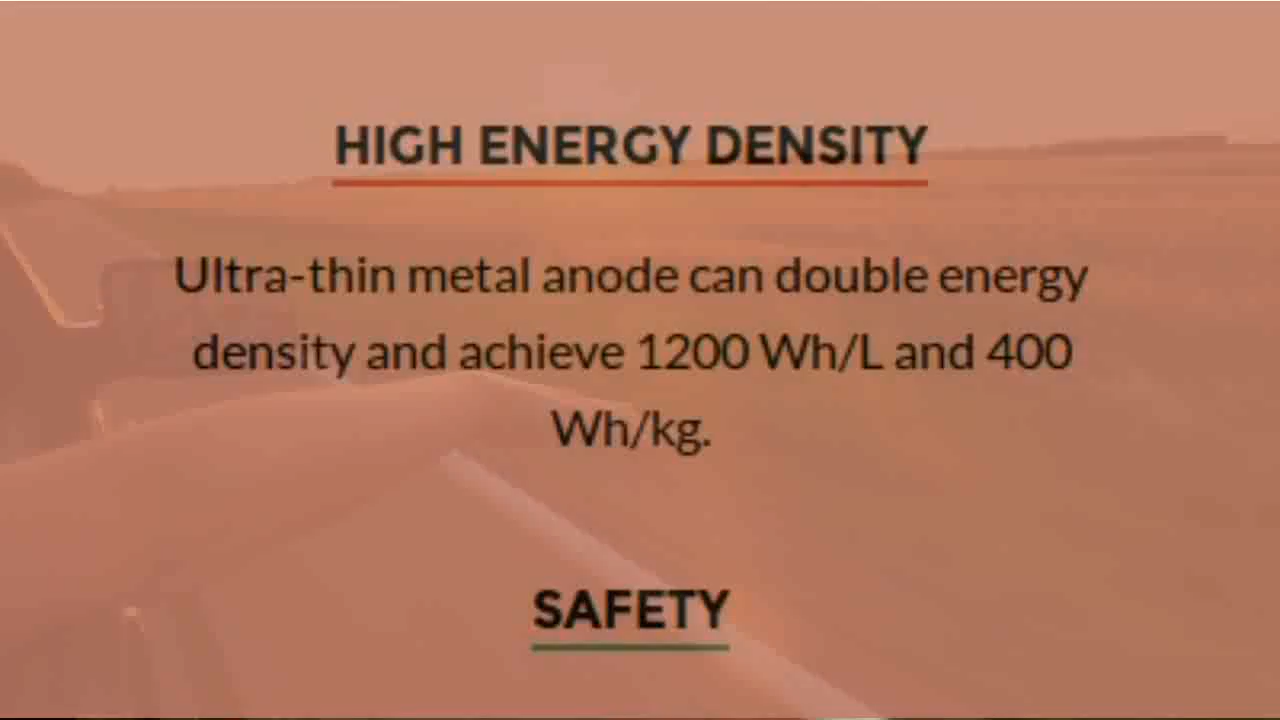 HIGH ENERGY DENSITY
Ultra-thin metal anode can double energy
density and achieve 1200 Wh/L and 400
Wh/kg.
SAFETY